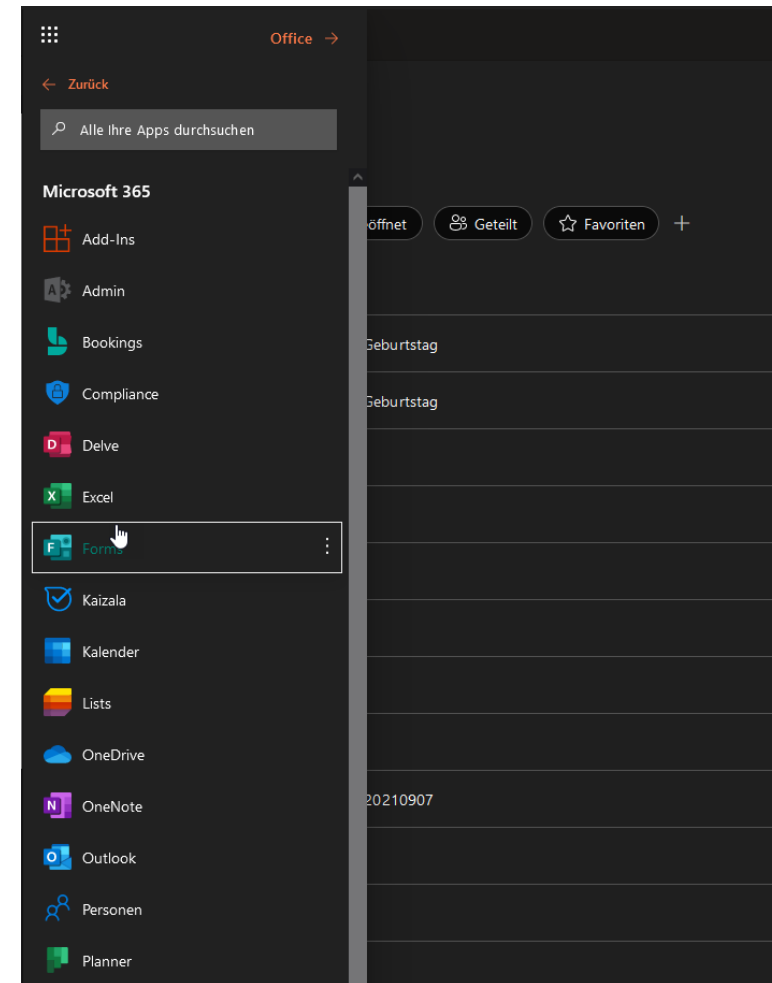 Office →
← Zurück
Alle Ihre Apps durchsuchen
Microsoft 365
Add-Ins
Admin
Bookings
Compliance
Delve
Excel
Forms
Kaizala
Kalender
Lists
OneDrive
OneNote
Outlook
Personen
Planner
öffnet
Geteilt
Favoriten
Geburtstag
Geburtstag
20210907